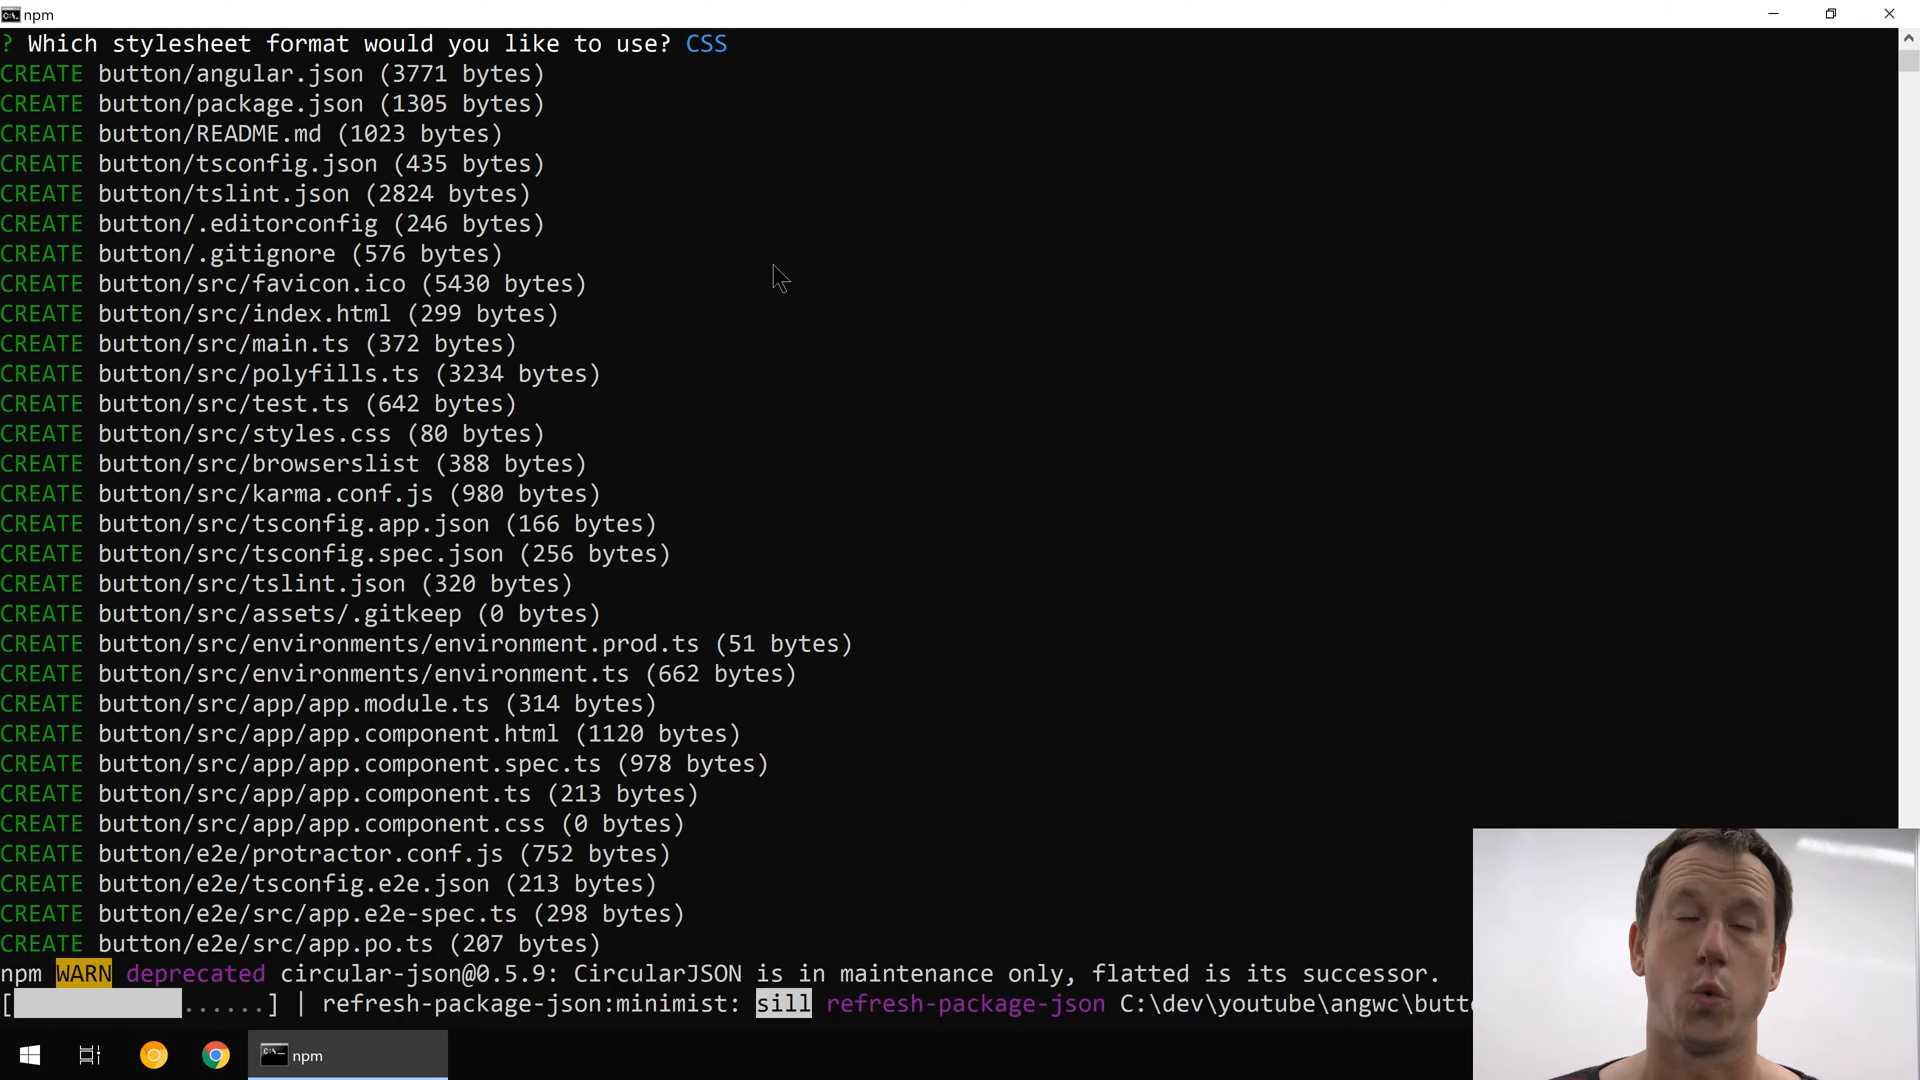 npm
? Which stylesheet format would you like to use? CSS
CREATE button/angular.json (3771 bytes)
CREATE button/package.json (1305 bytes)
CREATE button/README.md (1023 bytes)
CREATE button/tsconfig.json (435 bytes)
CREATE button/tslint.json (2824 bytes)
CREATE button/.editorconfig (246 bytes)
CREATE button/.gitignore (576 bytes)
CREATE button/src/favicon.ico (5430 bytes)
CREATE button/src/index.html (299 bytes)
CREATE button/src/main.ts (372 bytes)
CREATE button/src/polyfills.ts (3234 bytes)
CREATE button/src/test.ts (642 bytes)
CREATE button/src/styles.css (80 bytes)
CREATE button/src/browserslist (388 bytes)
CREATE button/src/karma.conf.js (980 bytes)
CREATE button/src/tsconfig.app.json (166 bytes)
CREATE button/src/tsconfig.spec.json (256 bytes)
CREATE button/src/tslint.json (320 bytes)
CREATE button/src/assets/.gitkeep (0 bytes)
CREATE button/src/environments/environment.prod.ts (51 bytes)
CREATE button/src/environments/environment.ts (662 bytes)
CREATE button/src/app/app.module.ts (314 bytes)
CREATE button/src/app/app.component.html (1120 bytes)
CREATE button/src/app/app.component.spec.ts (978 bytes)
CREATE button/src/app/app.component.ts (213 bytes)
CREATE button/src/app/app.component.css (0 bytes)
CREATE button/e2e/protractor.conf.js (752 bytes)
CREATE button/e2e/tsconfig.e2e.json (213 bytes)
CREATE button/e2e/src/app.e2e-spec.ts (298 bytes)
CREATE button/e2e/src/app.po.ts (207 bytes)
npm WARN deprecated circular-json@0.5.9: CircularJSON is in maintenance only, flatted is its successor.
[ ......] | refresh-package-json:minimist: sill refresh-package-json C:\dev\youtube\angwc\butt
npm